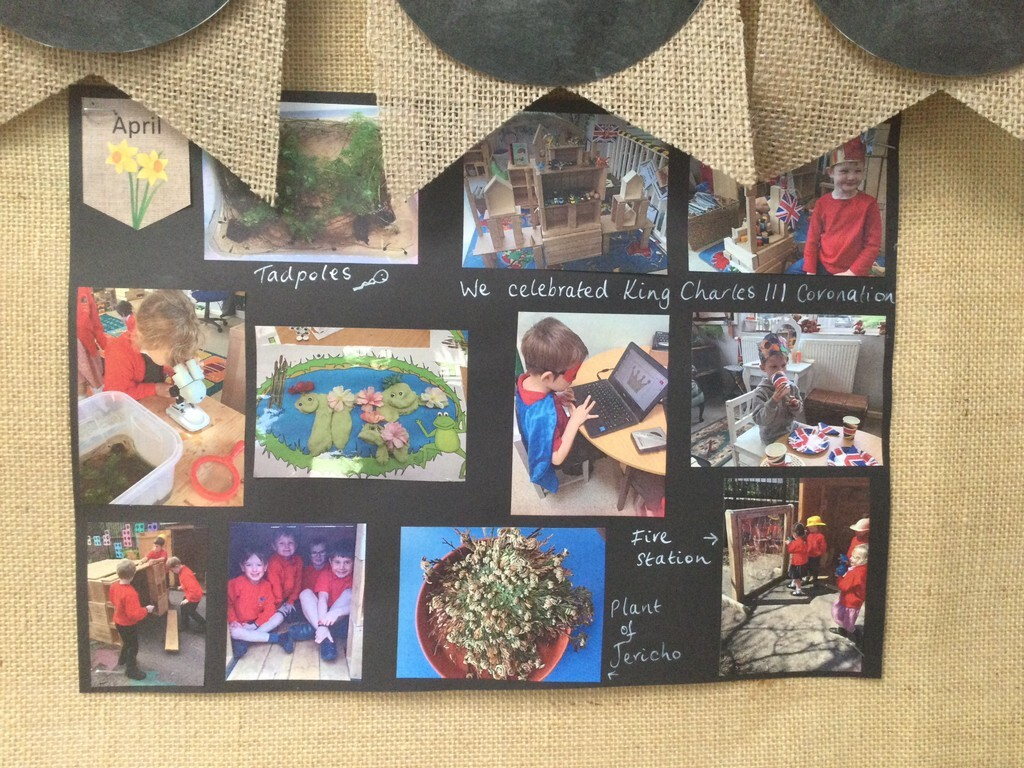 April
Tadpoles
We celebrated King Charles III Coronation
Fire
station
Plant
of
Jericho